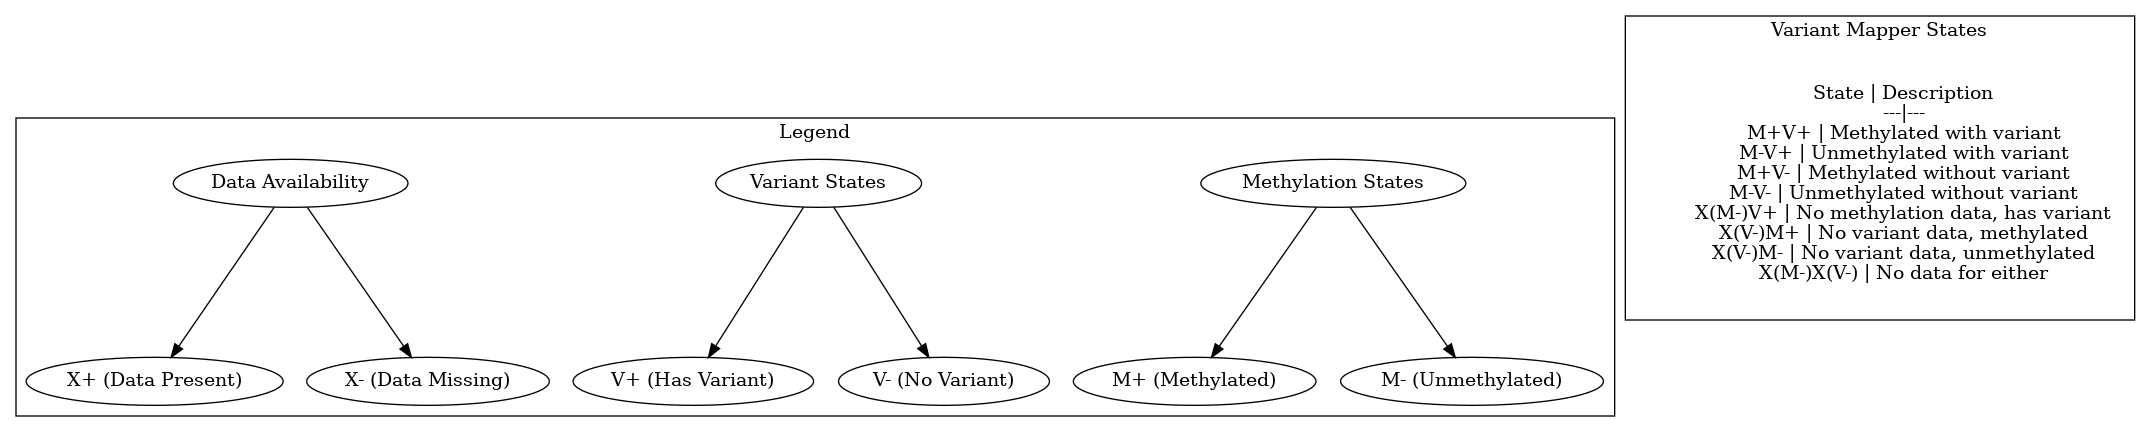 Legend
Data Availability
Variant States
Methylation States
X+ (Data Present)
X- (Data Missing)
V+ (Has Variant)
V- (No Variant)
M+ (Methylated)
M- (Unmethylated)
Variant Mapper States
State | Description
---|---
M+V+ | Methylated with variant
M-V+ | Unmethylated with variant
M+V- | Methylated without variant
M-V- | Unmethylated without variant
X(M-)V+ | No methylation data, has variant
X(V-)M+ | No variant data, methylated
X(V-)M- | No variant data, unmethylated
X(M-)X(V-) | No data for either